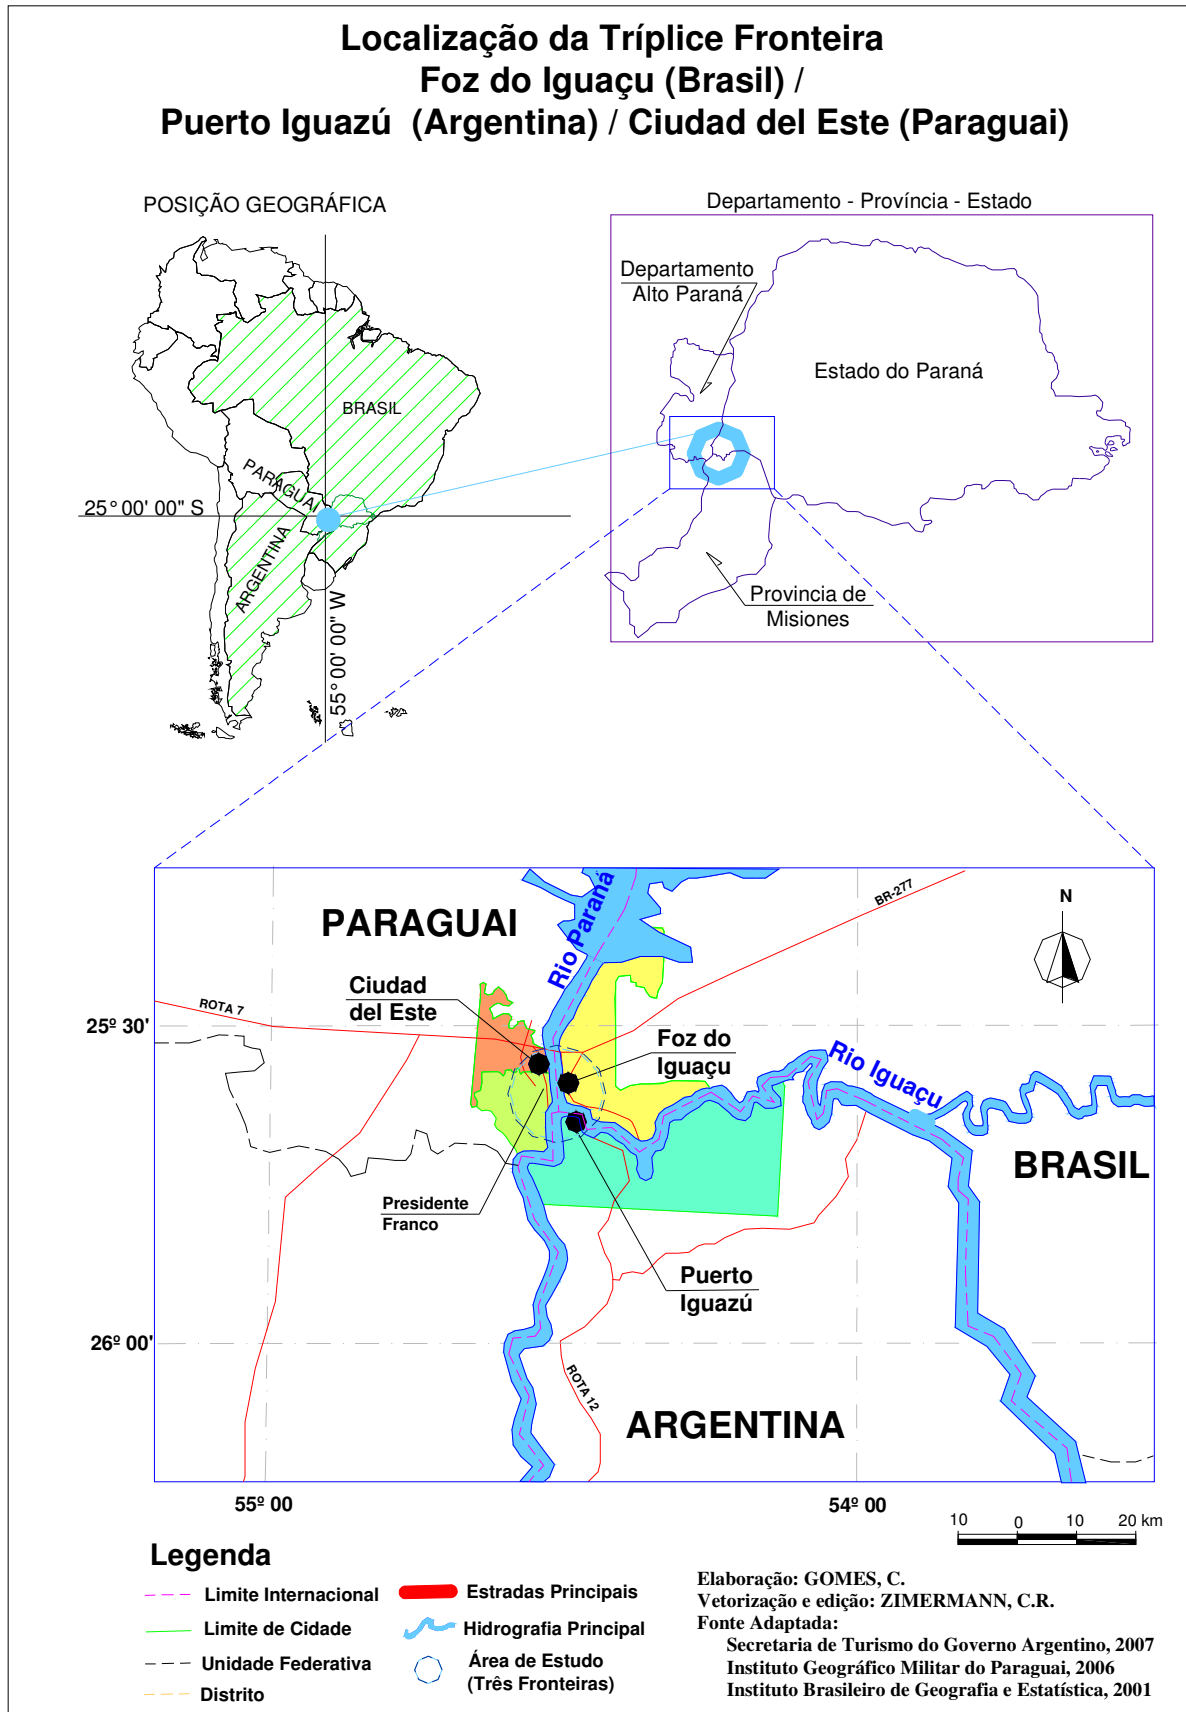 Localização da Tríplice Fronteira
Foz do Iguaçu (Brasil) /
Puerto Iguazú (Argentina) / Ciudad del Este (Paraguai)
POSIÇÃO GEOGRÁFICA
Departamento - Província - Estado
Departamento
Alto Paraná
Estado do Paraná
BRASIL
PARAGUAI
25° 00' 00" S
ARGENTINA
55° 00' 00" W
Provincia de
Misiones
PARAGUAI
Rio Paraná
BR-277
N
Ciudad
del Este
ROTA 7
25º 30'
Foz do
Iguaçu
Rio Iguaçu
BRASIL
Presidente
Franco
Puerto
Iguazú
26º 00'
ROTA 12
ARGENTINA
55º 00
54º 00
10 0 10 20 km
Legenda
Limite Internacional
Limite de Cidade
Unidade Federativa
Distrito
Estradas Principais
Hidrografia Principal
Área de Estudo
(Três Fronteiras)
Elaboração: GOMES, C.
Vetorização e edição: ZIMERMANN, C.R.
Fonte Adaptada:
Secretaria de Turismo do Governo Argentino, 2007
Instituto Geográfico Militar do Paraguai, 2006
Instituto Brasileiro de Geografia e Estatística, 2001